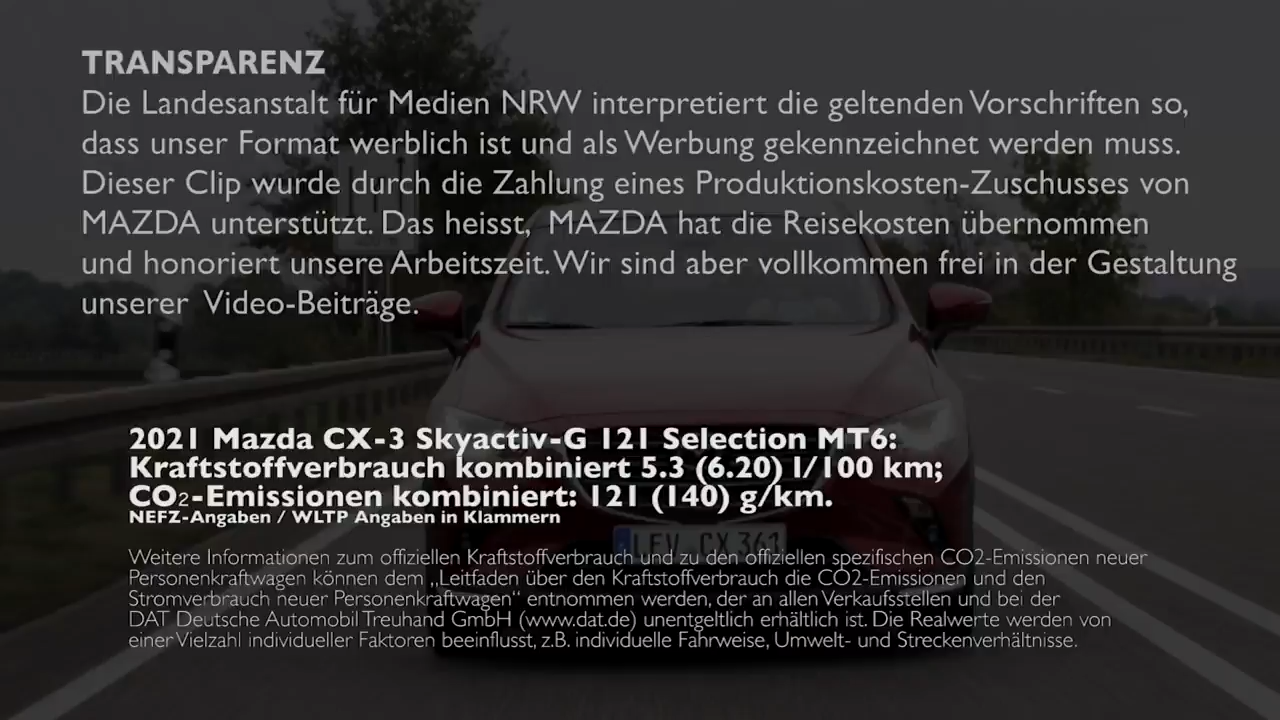 TRANSPARENZ
Die Landesanstalt für Medien NRW interpretiert die geltenden Vorschriften so,
dass unser Format werblich ist und als Werbung gekennzeichnet werden muss.
Dieser Clip wurde durch die Zahlung eines Produktionskosten-Zuschusses von
MAZDA unterstützt. Das heisst, MAZDA hat die Reisekosten übernommen
und honoriert unsere Arbeitszeit. Wir sind aber vollkommen frei in der Gestaltung
unserer Video-Beiträge.
2021 Mazda CX-3 Skyactiv-G 121 Selection MT6:
Kraftstoffverbrauch kombiniert 5.3 (6.20) l/100 km;
CO2-Emissionen kombiniert: 121 (140) g/km.
NEFZ-Angaben / WLTP Angaben in Klammern
LEV CX 361
Weitere Informationen zum offiziellen Kraftstoffverbrauch und zu den offiziellen spezifischen CO2-Emissionen neuer
Personenkraftwagen können dem „Leitfaden über den Kraftstoffverbrauch die CO2-Emissionen und den
Stromverbrauch neuer Personenkraftwagen“ entnommen werden, der an allen Verkaufsstellen und bei der
DAT Deutsche Automobil Treuhand GmbH (www.dat.de) unentgeltlich erhältlich ist. Die Realwerte werden von
einer Vielzahl individueller Faktoren beeinflusst, z.B. individuelle Fahrweise, Umwelt- und Streckenverhältnisse.